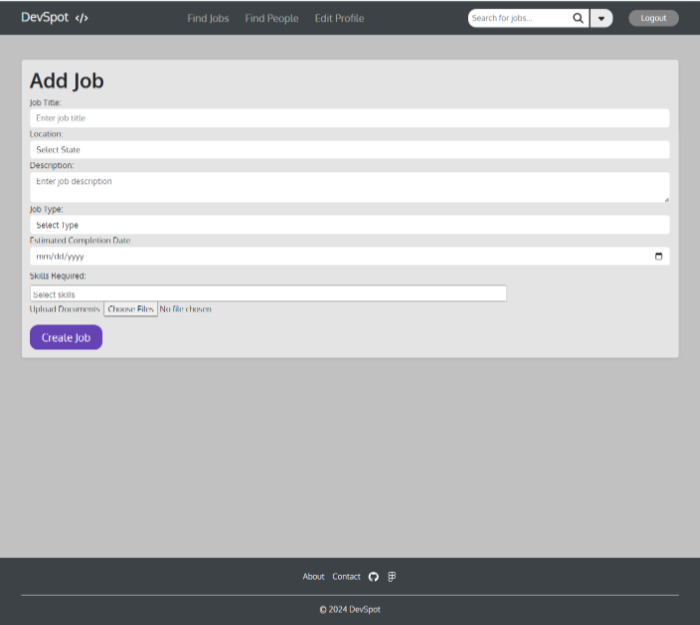 DevSpot </> Find Jobs Find People Edit Profile Search for jobs... Logout
Add Job
Job Title:
Enter job title
Location:
Select State
Description:
Enter job description
Job Type:
Select Type
Estimated Completion Date
mm/dd/yyyy
Skills Required:
Select skills
Upload Documents Choose Files No file chosen
Create Job
About Contact
© 2024 DevSpot